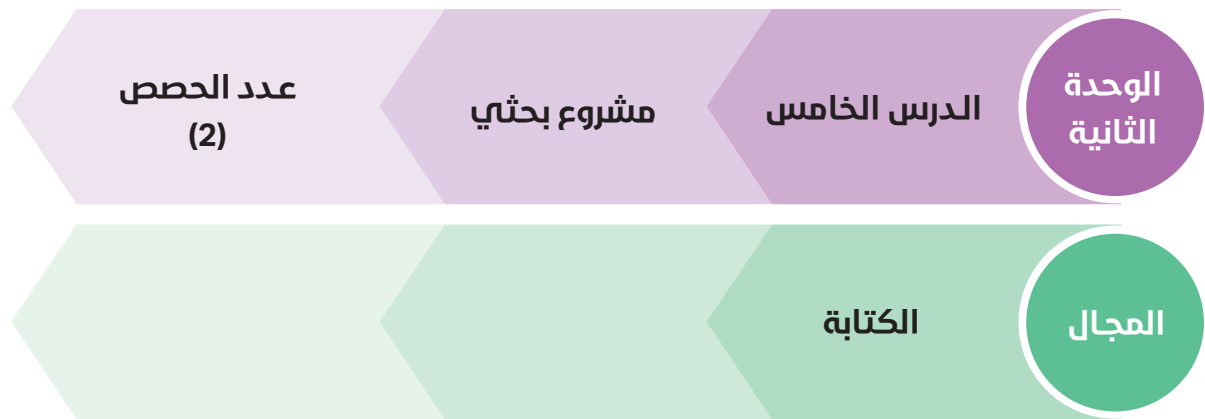 الوحدة
الثانية
الدرس الخامس
مشروع بحثي
عدد الحصص
(2)
المجال
الكتابة